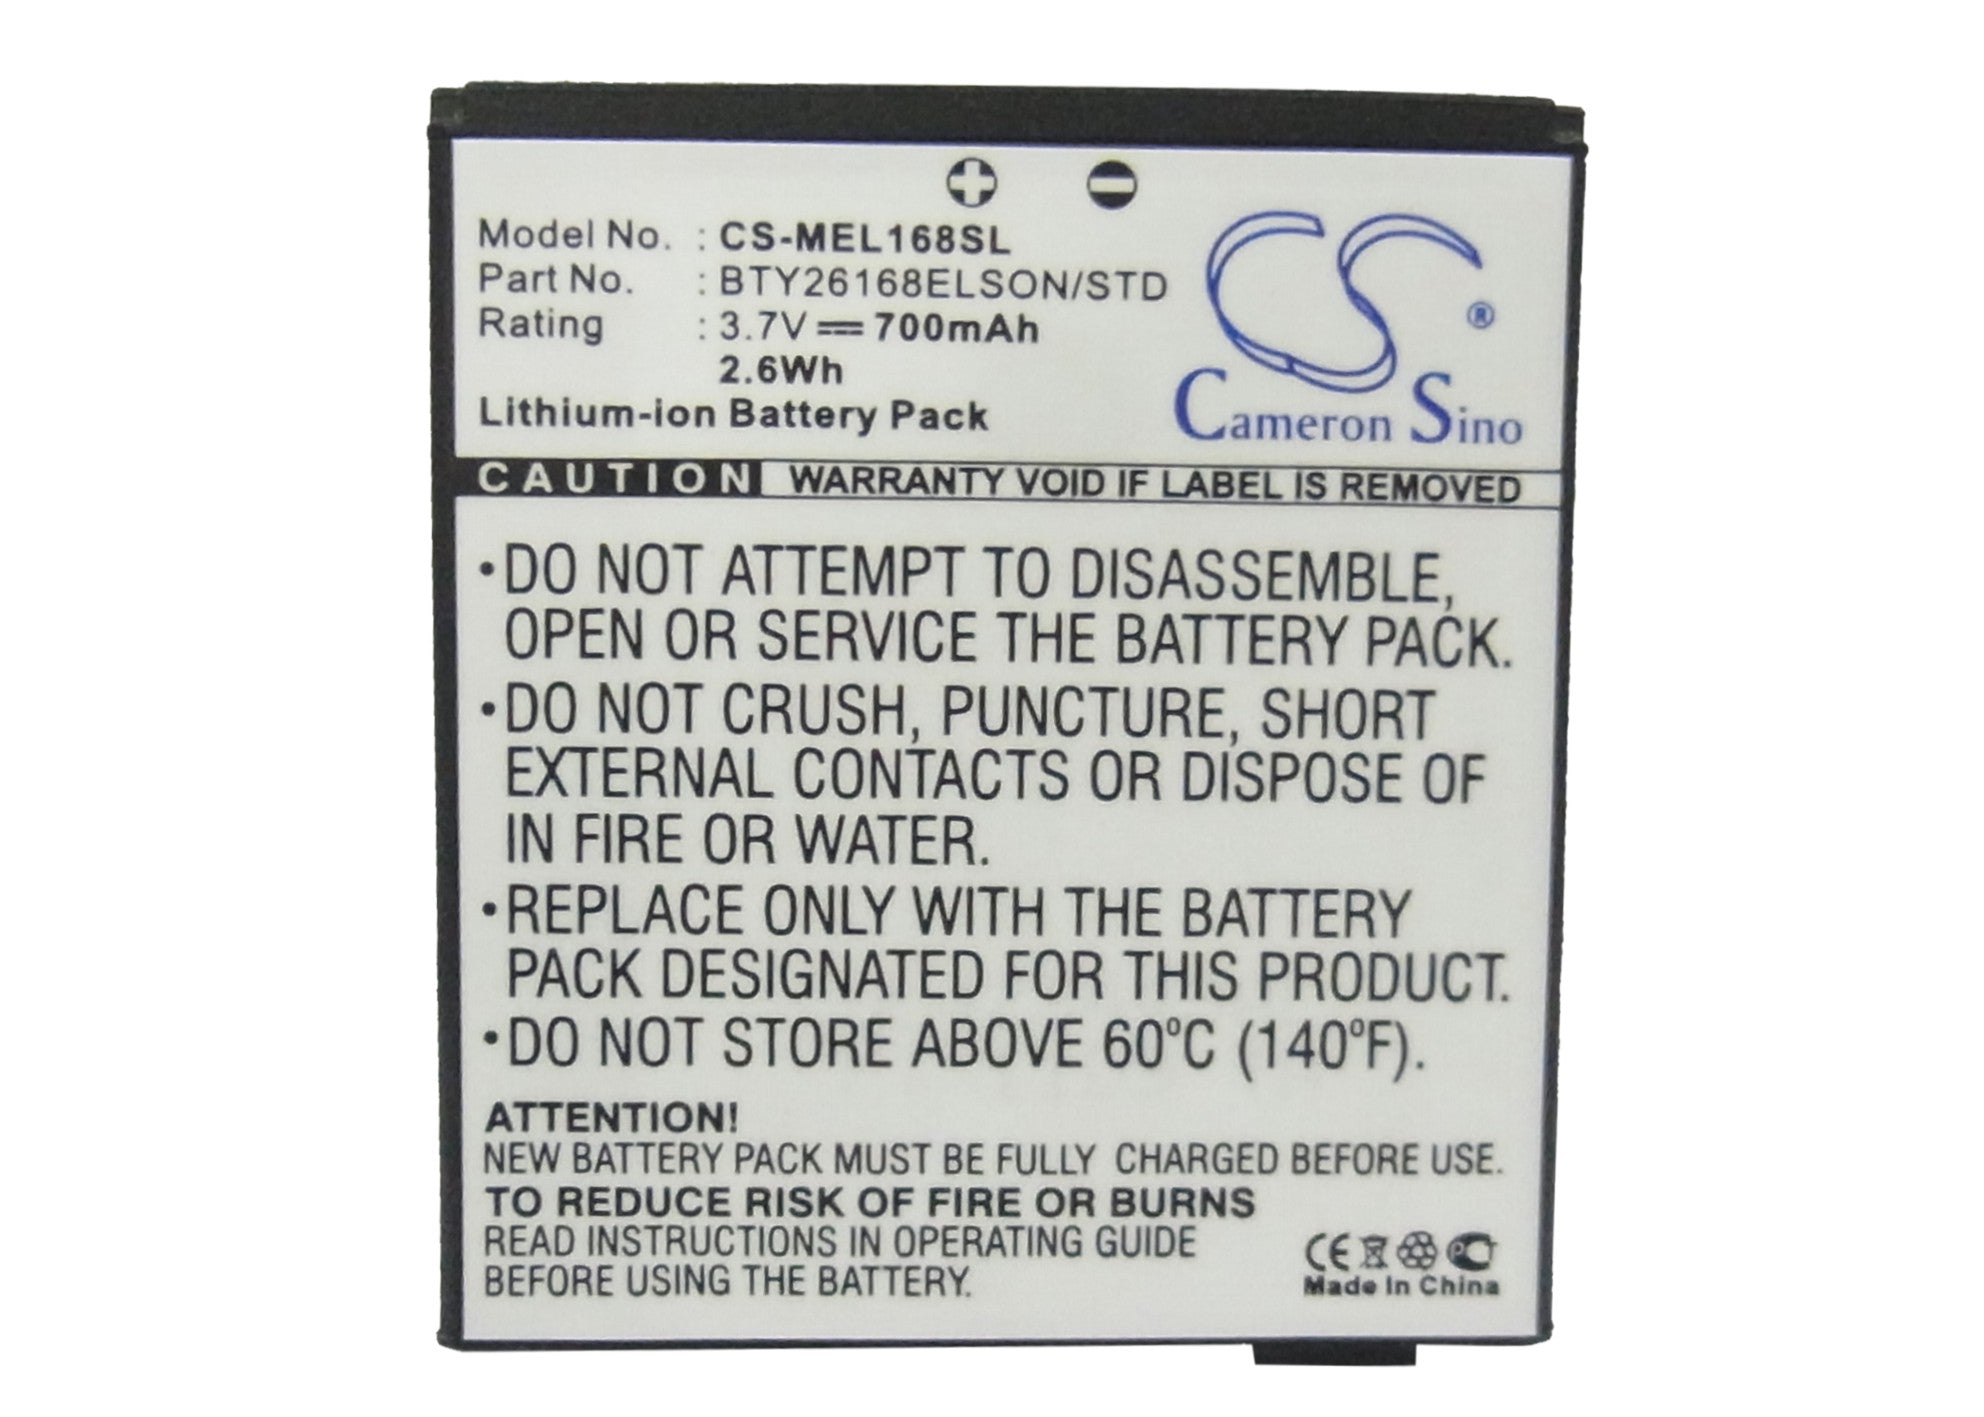 Model No. : CS-MEL168SL
Part No. : BTY26168ELSON/STD
Rating : 3.7V 700mAh
2.6Wh
Lithium-ion Battery Pack
CS ®
Cameron Sino
CAUTION WARRANTY VOID IF LABEL IS REMOVED
•DO NOT ATTEMPT TO DISASSEMBLE,
OPEN OR SERVICE THE BATTERY PACK.
•DO NOT CRUSH, PUNCTURE, SHORT
EXTERNAL CONTACTS OR DISPOSE OF
IN FIRE OR WATER.
•REPLACE ONLY WITH THE BATTERY
PACK DESIGNATED FOR THIS PRODUCT.
•DO NOT STORE ABOVE 60°C (140°F).
ATTENTION!
NEW BATTERY PACK MUST BE FULLY CHARGED BEFORE USE.
TO REDUCE RISK OF FIRE OR BURNS
READ INSTRUCTIONS IN OPERATING GUIDE
BEFORE USING THE BATTERY.
CE
Made In China